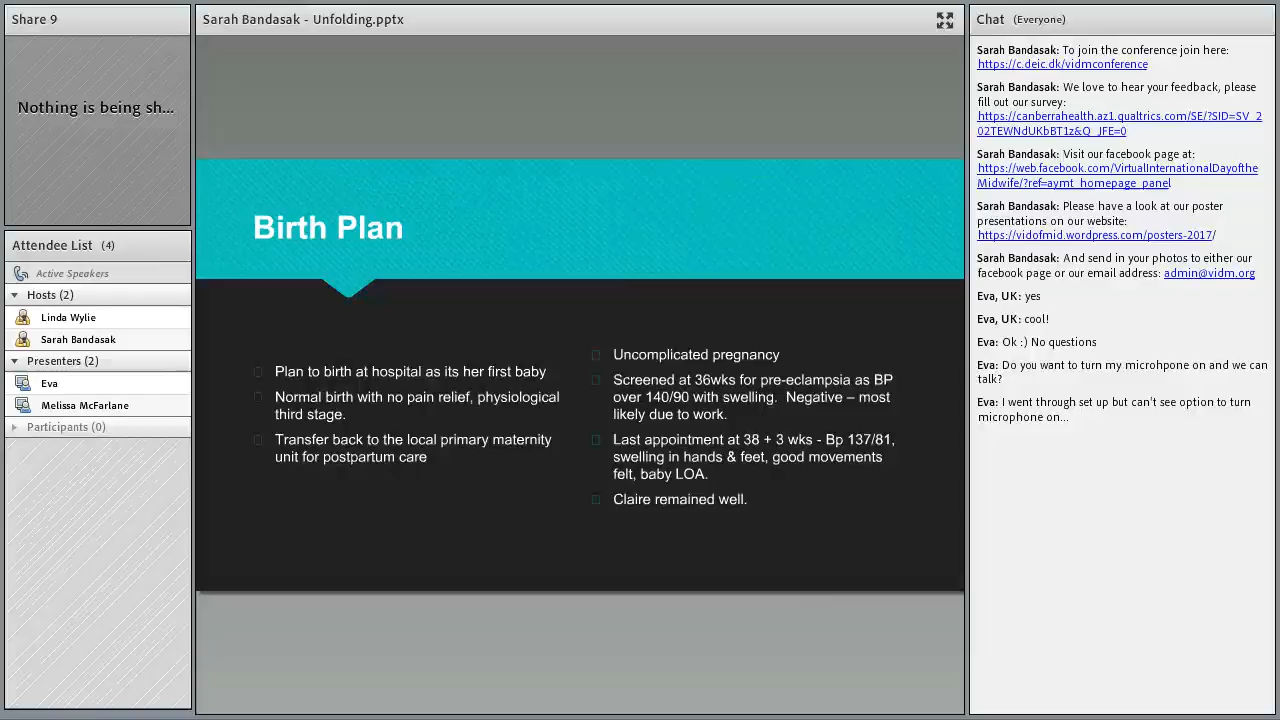 Share 9
Nothing is being sh...
Attendee List (4)
Active Speakers
Hosts (2)
Linda Wylie
Sarah Bandasak
Presenters (2)
Eva
Melissa McFarlane
Participants (0)
Sarah Bandasak - Unfolding.pptx
Birth Plan
Plan to birth at hospital as its her first baby
Normal birth with no pain relief, physiological
third stage.
Transfer back to the local primary maternity
unit for postpartum care
Uncomplicated pregnancy
Screened at 36wks for pre-eclampsia as BP
over 140/90 with swelling. Negative – most
likely due to work.
Last appointment at 38 + 3 wks - Bp 137/81,
swelling in hands & feet, good movements
felt, baby LOA.
Claire remained well.
Chat (Everyone)
Sarah Bandasak: To join the conference join here:
https://c.deic.dk/vidmconference
Sarah Bandasak: We love to hear your feedback, please
fill out our survey:
https://canberrahealth.az1.qualtrics.com/SE/?SID=SV_2
02TEWNdUKbBT1z&Q_JFE=0
Sarah Bandasak: Visit our facebook page at:
https://web.facebook.com/VirtualInternationalDayofthe
Midwife/?ref=aymt_homepage_panel
Sarah Bandasak: Please have a look at our poster
presentations on our website:
https://vidofmid.wordpress.com/posters-2017/
Sarah Bandasak: And send in your photos to either our
facebook page or our email address: admin@vidm.org
Eva, UK: yes
Eva, UK: cool!
Eva: Ok :) No questions
Eva: Do you want to turn my microhpone on and we can
talk?
Eva: I went through set up but can't see option to turn
microphone on...